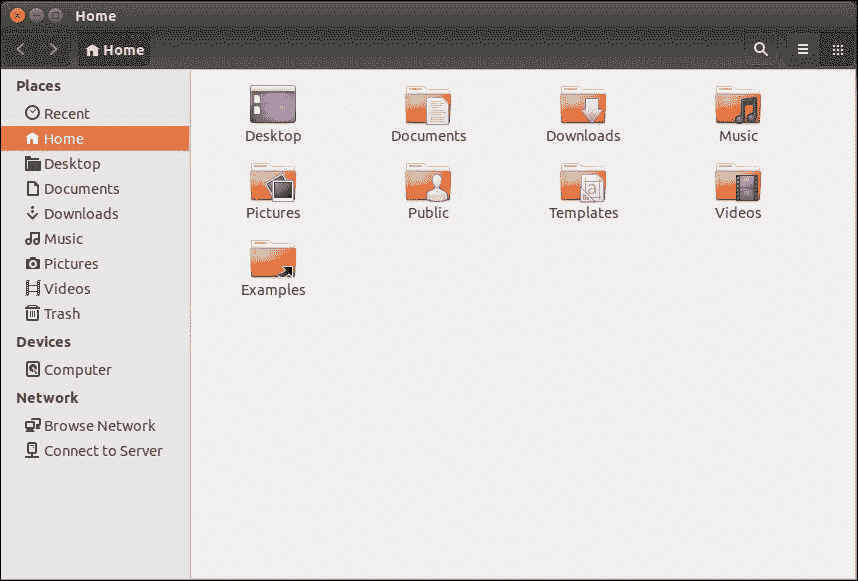 Home
Home
Places
Recent
Home
Desktop
Documents
Downloads
Music
Pictures
Videos
Trash
Devices
Computer
Network
Browse Network
Connect to Server
Desktop
Documents
Downloads
Music
Pictures
Public
Templates
Videos
Examples